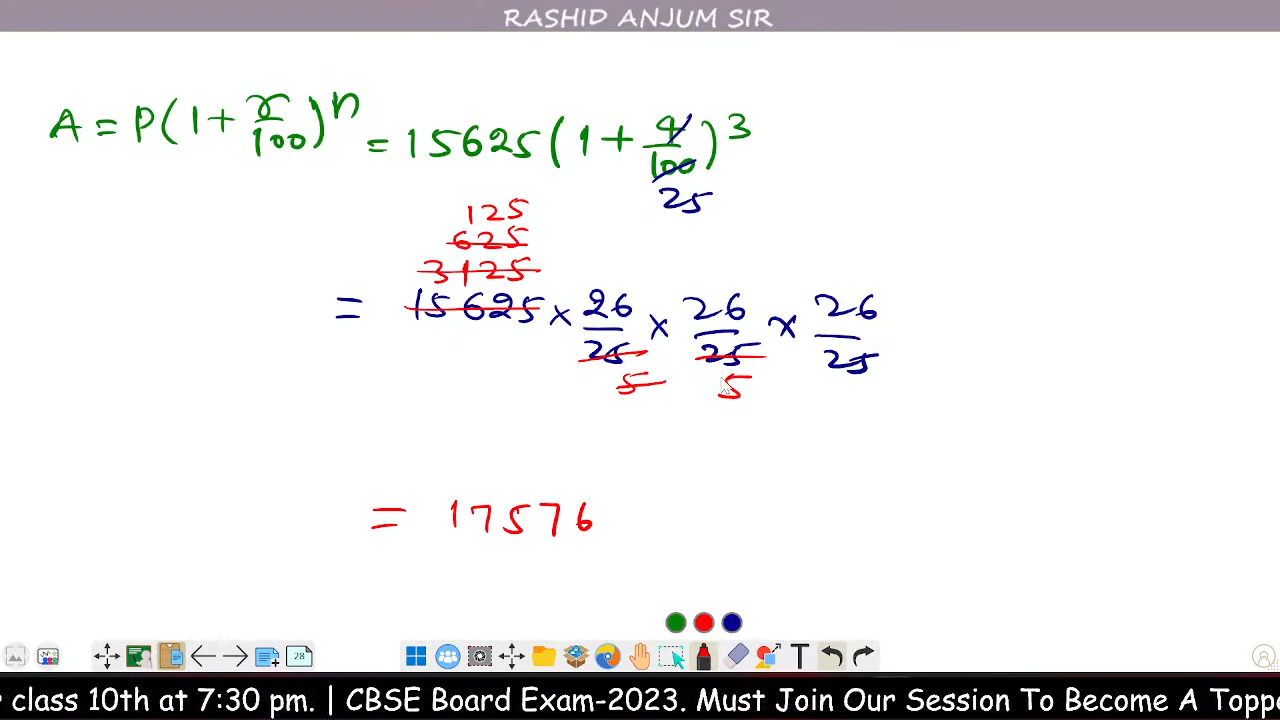 RASHID ANJUM SIR
A = P(1 + r/100)^n = 15625(1 + 4/100)^3
25
125
625
3125
= 15625 × 26/25 × 26/25 × 26/25
5 5
= 17576
28
class 10th at 7:30 pm. | CBSE Board Exam-2023. Must Join Our Session To Become A Topp